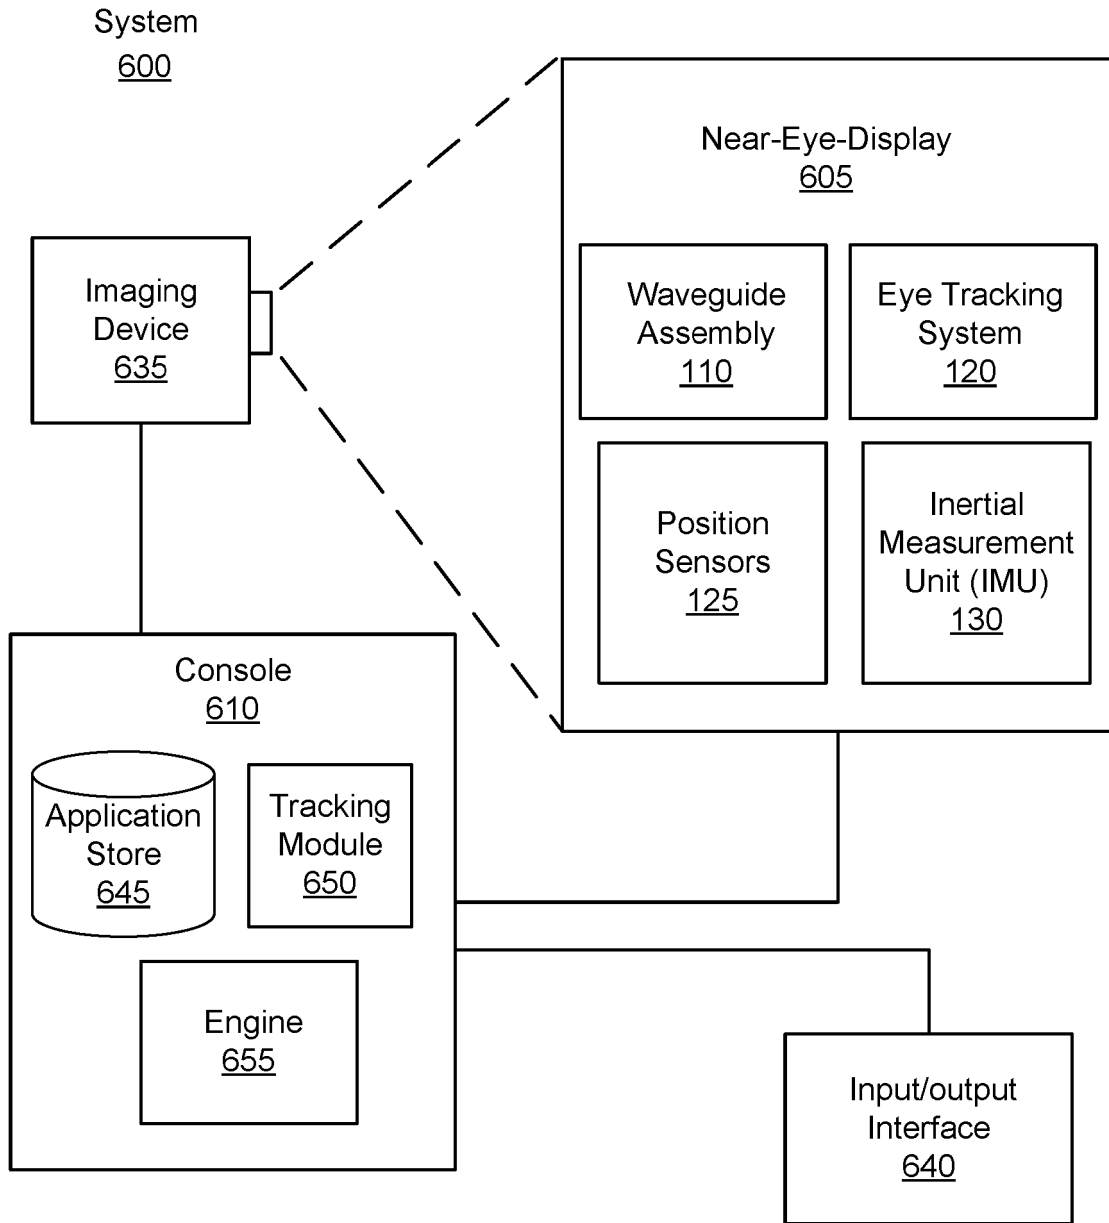 System
600
Near-Eye-Display
605
Imaging
Device
635
Waveguide
Assembly
110
Eye Tracking
System
120
Position
Sensors
125
Inertial
Measurement
Unit (IMU)
130
Console
610
Application
Store
645
Tracking
Module
650
Engine
655
Input/output
Interface
640